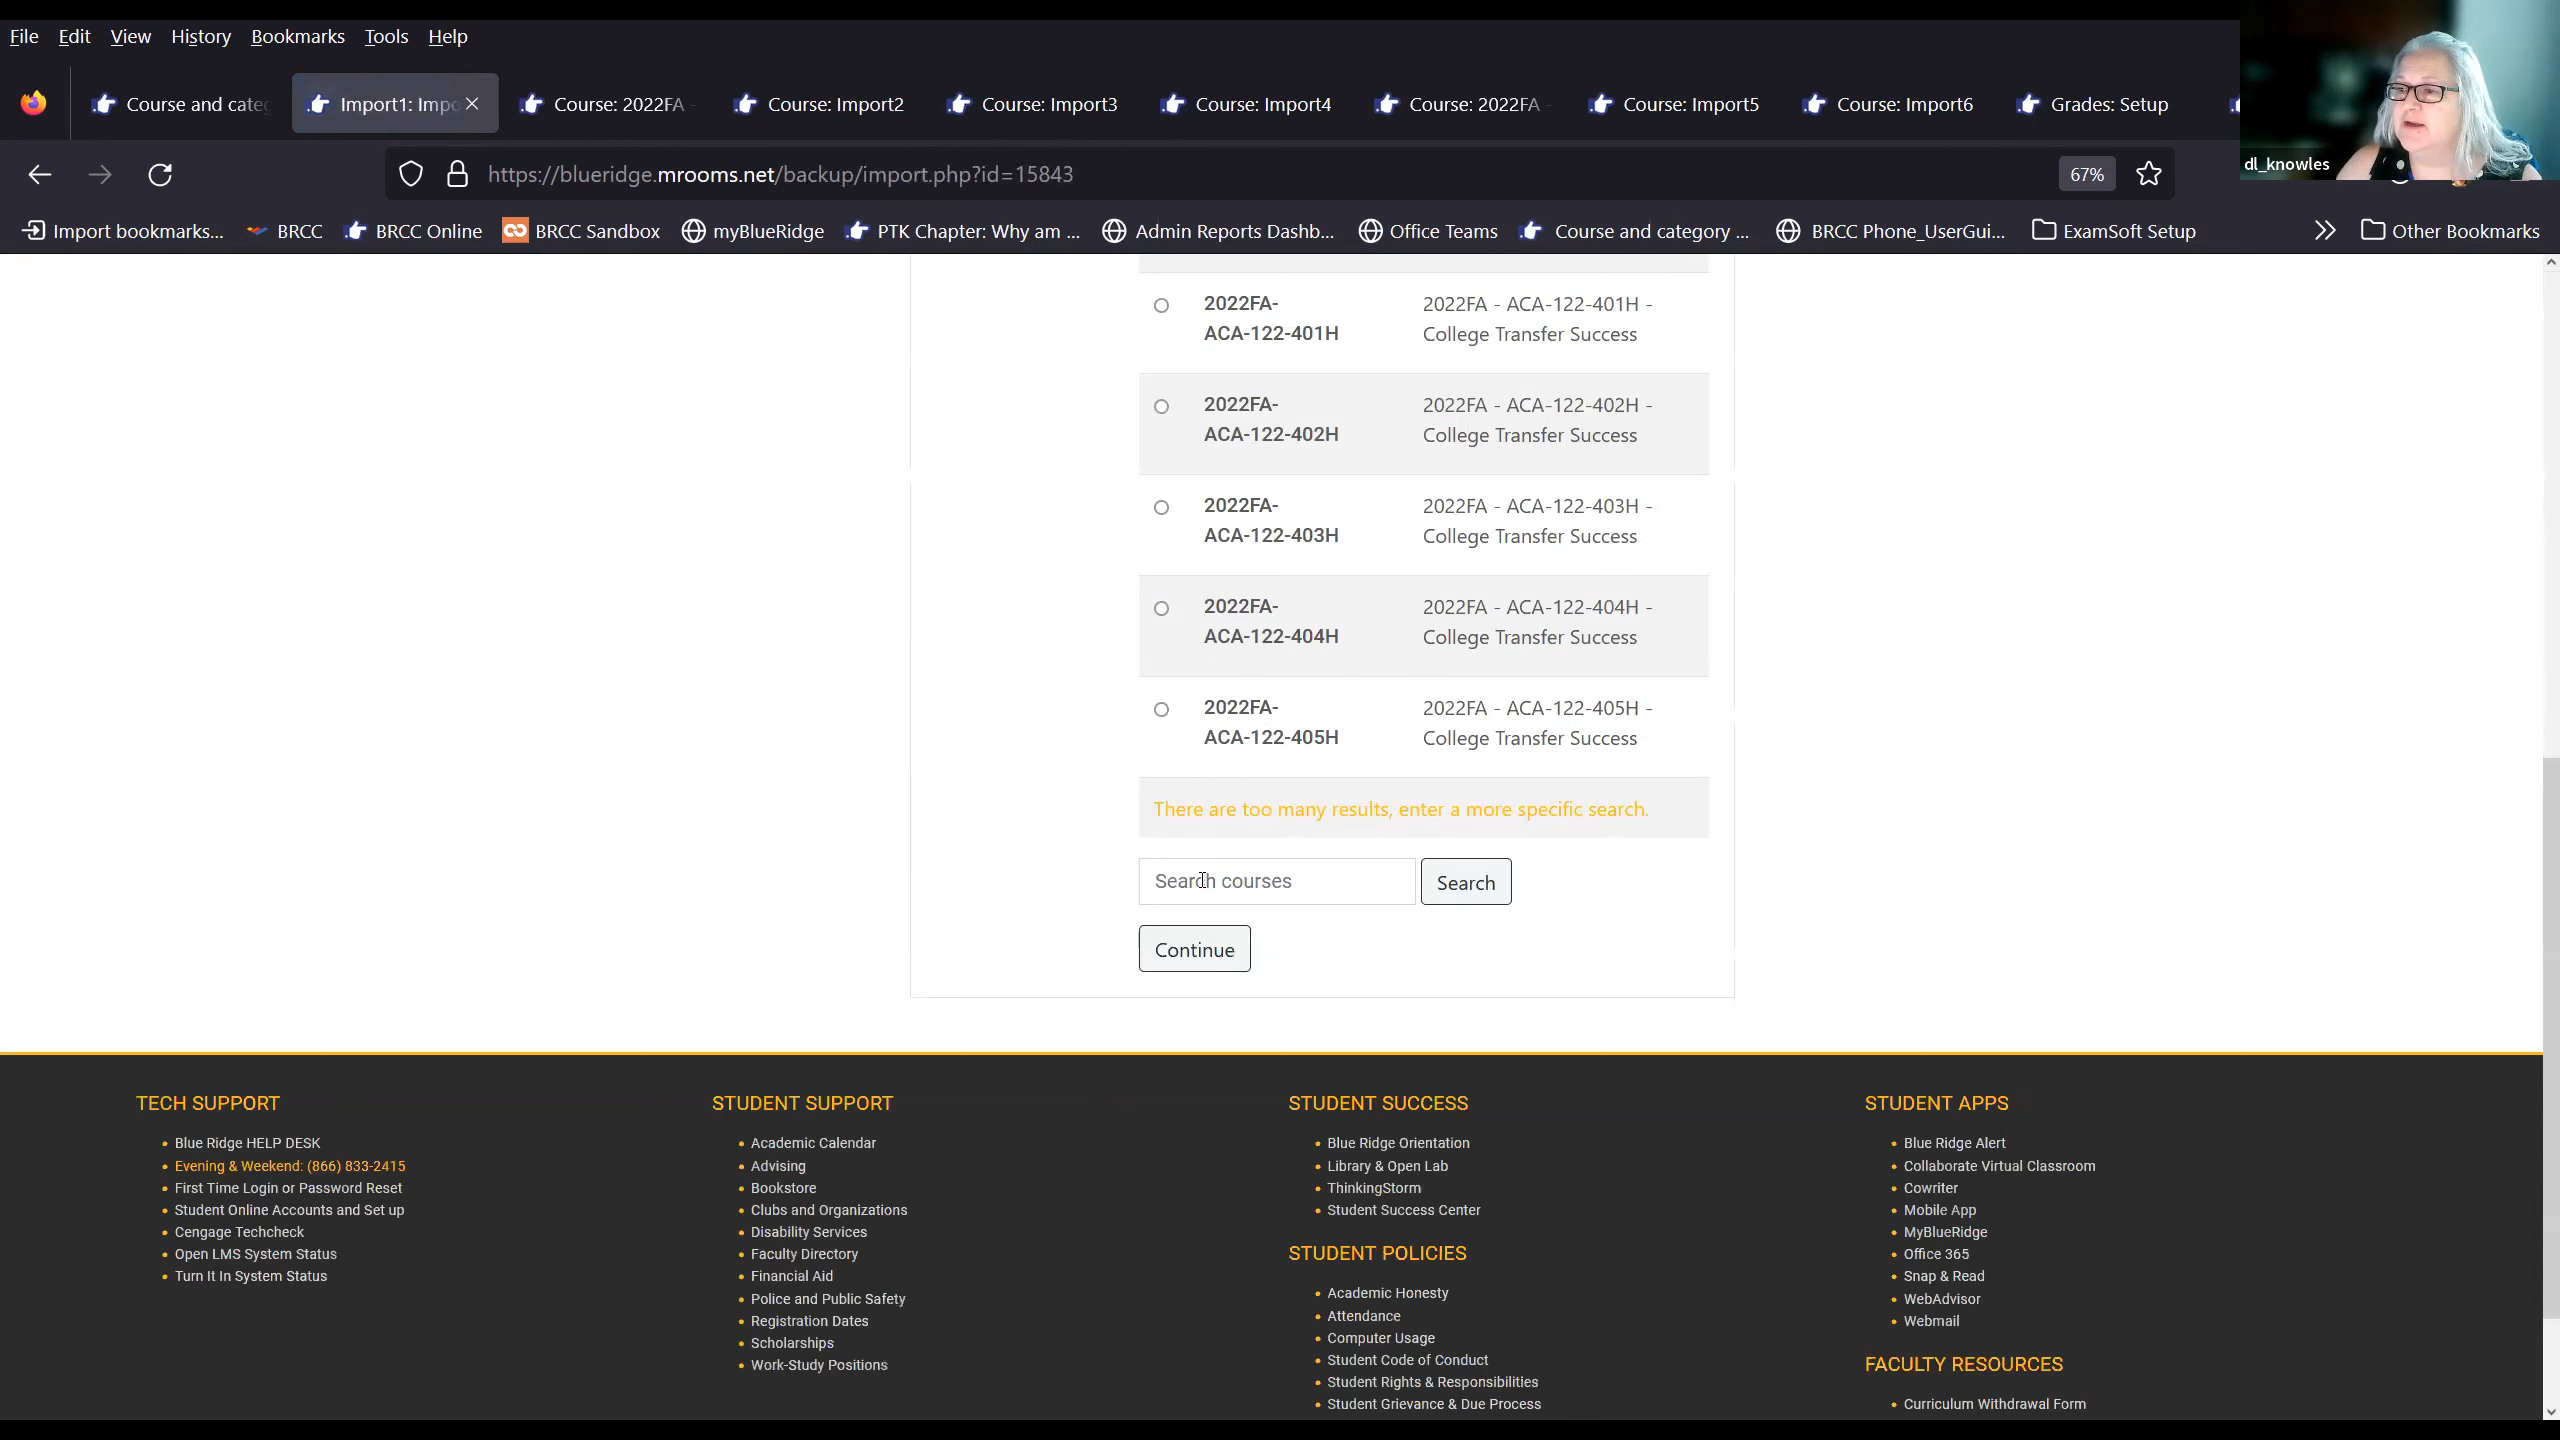 File Edit View History Bookmarks Tools Help
dl_knowles
Course and cate
Import1: Impo
Course: 2022FA -
Course: Import2
Course: Import3
Course: Import4
Course: 2022FA -
Course: Import5
Course: Import6
Grades: Setup
https://blueridge.mrooms.net/backup/import.php?id=15843
67%
Import bookmarks...
BRCC
BRCC Online
BRCC Sandbox
myBlueRidge
PTK Chapter: Why am ...
Admin Reports Dashb...
Office Teams
Course and category ...
BRCC Phone_UserGui...
ExamSoft Setup
Other Bookmarks
2022FA-
ACA-122-401H
2022FA - ACA-122-401H -
College Transfer Success
2022FA-
ACA-122-402H
2022FA - ACA-122-402H -
College Transfer Success
2022FA-
ACA-122-403H
2022FA - ACA-122-403H -
College Transfer Success
2022FA-
ACA-122-404H
2022FA - ACA-122-404H -
College Transfer Success
2022FA-
ACA-122-405H
2022FA - ACA-122-405H -
College Transfer Success
There are too many results, enter a more specific search.
Search courses
Search
Continue
TECH SUPPORT
Blue Ridge HELP DESK
Evening & Weekend: (866) 833-2415
First Time Login or Password Reset
Student Online Accounts and Set up
Cengage Techcheck
Open LMS System Status
Turn It In System Status
STUDENT SUPPORT
Academic Calendar
Advising
Bookstore
Clubs and Organizations
Disability Services
Faculty Directory
Financial Aid
Police and Public Safety
Registration Dates
Scholarships
Work-Study Positions
STUDENT SUCCESS
Blue Ridge Orientation
Library & Open Lab
ThinkingStorm
Student Success Center
STUDENT POLICIES
Academic Honesty
Attendance
Computer Usage
Student Code of Conduct
Student Rights & Responsibilities
Student Grievance & Due Process
STUDENT APPS
Blue Ridge Alert
Collaborate Virtual Classroom
Cowriter
Mobile App
MyBlueRidge
Office 365
Snap & Read
WebAdvisor
Webmail
FACULTY RESOURCES
Curriculum Withdrawal Form